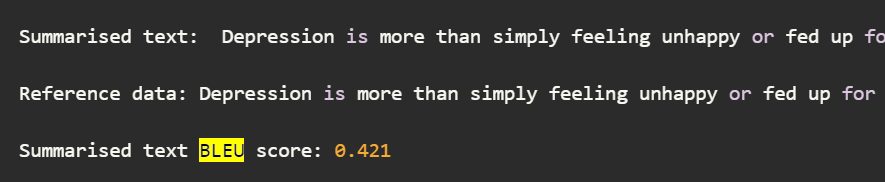 Summarised text:  Depression is more than simply feeling unhappy or fed up fo
Reference data: Depression is more than simply feeling unhappy or fed up for
Summarised text BLEU score: 0.421